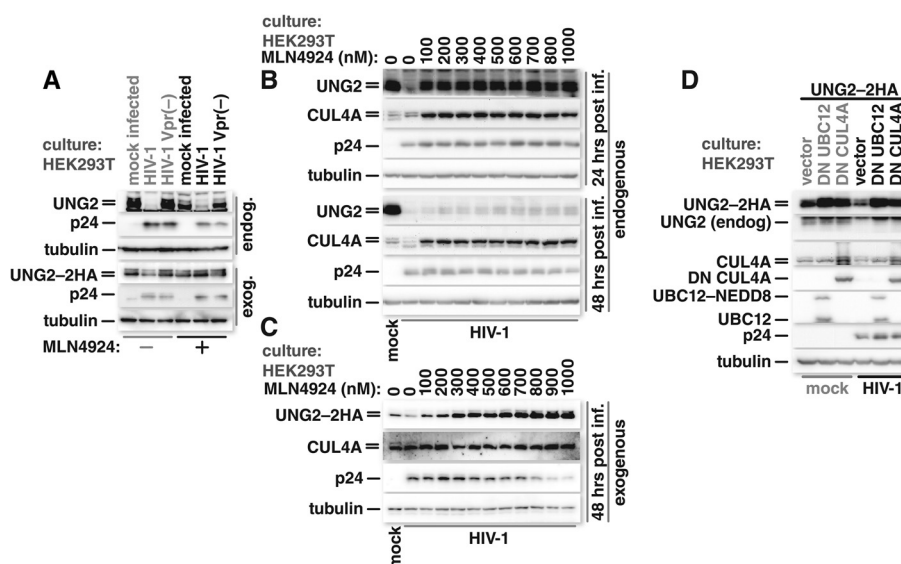 A
culture:
HEK293T
mock infected
HIV-1
HIV-1 Vpr(−)
mock infected
HIV-1
HIV-1 Vpr(−)
UNG2
p24
tubulin
endog.
UNG2–2HA
p24
tubulin
exog.
MLN4924: − +
B
culture:
HEK293T
MLN4924 (nM): 0 0 100 200 300 400 500 600 700 800 1000
UNG2
CUL4A
p24
tubulin
24 hrs post inf.
UNG2
CUL4A
p24
tubulin
48 hrs post inf.
endogenous
mock
HIV-1
C
culture:
HEK293T
MLN4924 (nM): 0 0 100 200 300 400 500 600 700 800 900 1000
UNG2–2HA
CUL4A
p24
tubulin
48 hrs post inf.
exogenous
mock
HIV-1
D
UNG2–2HA
culture:
HEK293T
vector
DN UBC12
DN CUL4A
vector
DN UBC12
DN CUL4A
UNG2–2HA
UNG2 (endog)
CUL4A
DN CUL4A
UBC12–NEDD8
UBC12
p24
tubulin
mock HIV-1